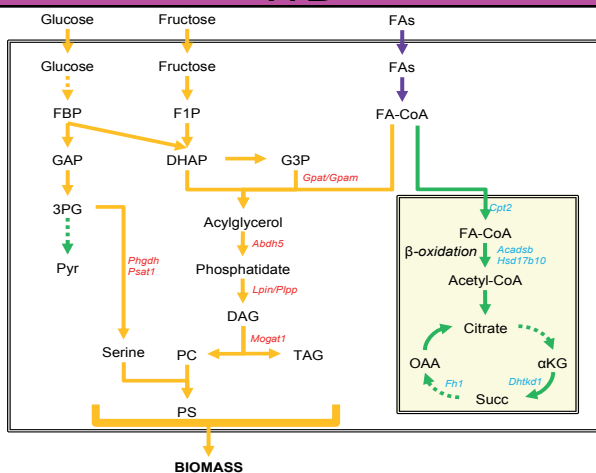 Glucose Fructose FAs
Glucose Fructose FAs
FBP F1P FA-CoA
GAP DHAP G3P
Gpat/Gpam
3PG
Acylglycerol
Cpt2
FA-CoA
Abdh5
β-oxidation
Acadsb
Hsd17b10
Phgdh
Psat1
Pyr
Phosphatidate
Acetyl-CoA
Lpin/Plpp
DAG
Citrate
Mogat1
Serine PC TAG
OAA αKG
Fh1 Dhtkd1
Succ
PS
BIOMASS